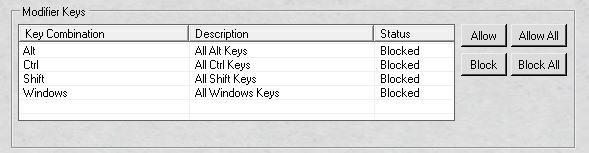 Modifier Keys
Key Combination Description Status
Alt All Alt Keys Blocked
Ctrl All Ctrl Keys Blocked
Shift All Shift Keys Blocked
Windows All Windows Keys Blocked
Allow Allow All
Block Block All